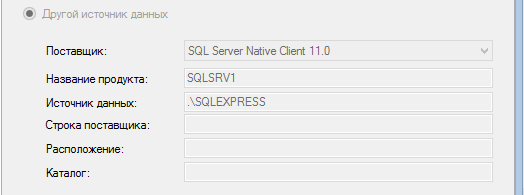 Другой источник данных
Поставщик: SQL Server Native Client 11.0
Название продукта: SQLSRV1
Источник данных: .\SQLEXPRESS
Строка поставщика:
Расположение:
Каталог: